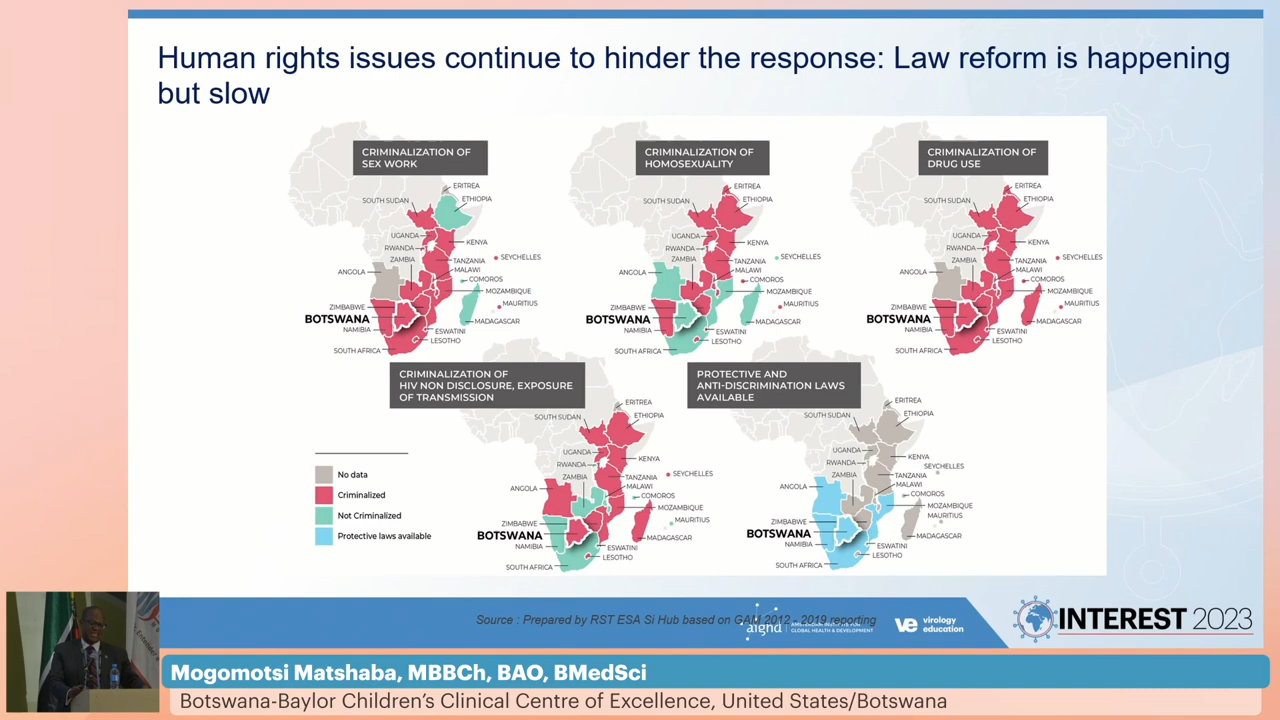 Human rights issues continue to hinder the response: Law reform is happening
but slow
CRIMINALIZATION OF
SEX WORK
ERITREA
SOUTH SUDAN
ETHIOPIA
UGANDA
KENYA
RWANDA
ZAMBIA
SEYCHELLES
TANZANIA
MALAWI
ANGOLA
COMOROS
MOZAMBIQUE
ZIMBABWE
MAURITIUS
BOTSWANA
MADAGASCAR
NAMIBIA
ESWATINI
LESOTHO
SOUTH AFRICA
CRIMINALIZATION OF
HOMOSEXUALITY
ERITREA
SOUTH SUDAN
ETHIOPIA
UGANDA
KENYA
RWANDA
ZAMBIA
SEYCHELLES
TANZANIA
MALAWI
ANGOLA
COMOROS
MOZAMBIQUE
ZIMBABWE
MAURITIUS
BOTSWANA
MADAGASCAR
NAMIBIA
ESWATINI
LESOTHO
SOUTH AFRICA
CRIMINALIZATION OF
DRUG USE
ERITREA
SOUTH SUDAN
ETHIOPIA
UGANDA
KENYA
RWANDA
ZAMBIA
SEYCHELLES
TANZANIA
MALAWI
ANGOLA
COMOROS
MOZAMBIQUE
ZIMBABWE
MAURITIUS
BOTSWANA
MADAGASCAR
NAMIBIA
ESWATINI
LESOTHO
SOUTH AFRICA
CRIMINALIZATION OF
HIV NON DISCLOSURE, EXPOSURE
OF TRANSMISSION
ERITREA
SOUTH SUDAN
ETHIOPIA
UGANDA
KENYA
RWANDA
ZAMBIA
SEYCHELLES
TANZANIA
MALAWI
ANGOLA
COMOROS
MOZAMBIQUE
ZIMBABWE
MAURITIUS
BOTSWANA
MADAGASCAR
NAMIBIA
ESWATINI
LESOTHO
SOUTH AFRICA
PROTECTIVE AND
ANTI-DISCRIMINATION LAWS
AVAILABLE
ERITREA
SOUTH SUDAN
ETHIOPIA
UGANDA
KENYA
RWANDA
SEYCHELLES
ZAMBIA
TANZANIA
MALAWI
ANGOLA
COMOROS
MOZAMBIQUE
MAURITIUS
ZIMBABWE
BOTSWANA
MADAGASCAR
NAMIBIA
ESWATINI
LESOTHO
SOUTH AFRICA
No data
Criminalized
Not Criminalized
Protective laws available
Source : Prepared by RST ESA Si Hub based on GAM 2012 - 2019 reporting
aighd
GLOBAL HEALTH & DEVELOPMENT
ve virology
education
INTEREST 2023
Mogomotsi Matshaba, MBBCh, BAO, BMedSci
Botswana-Baylor Children's Clinical Centre of Excellence, United States/Botswana